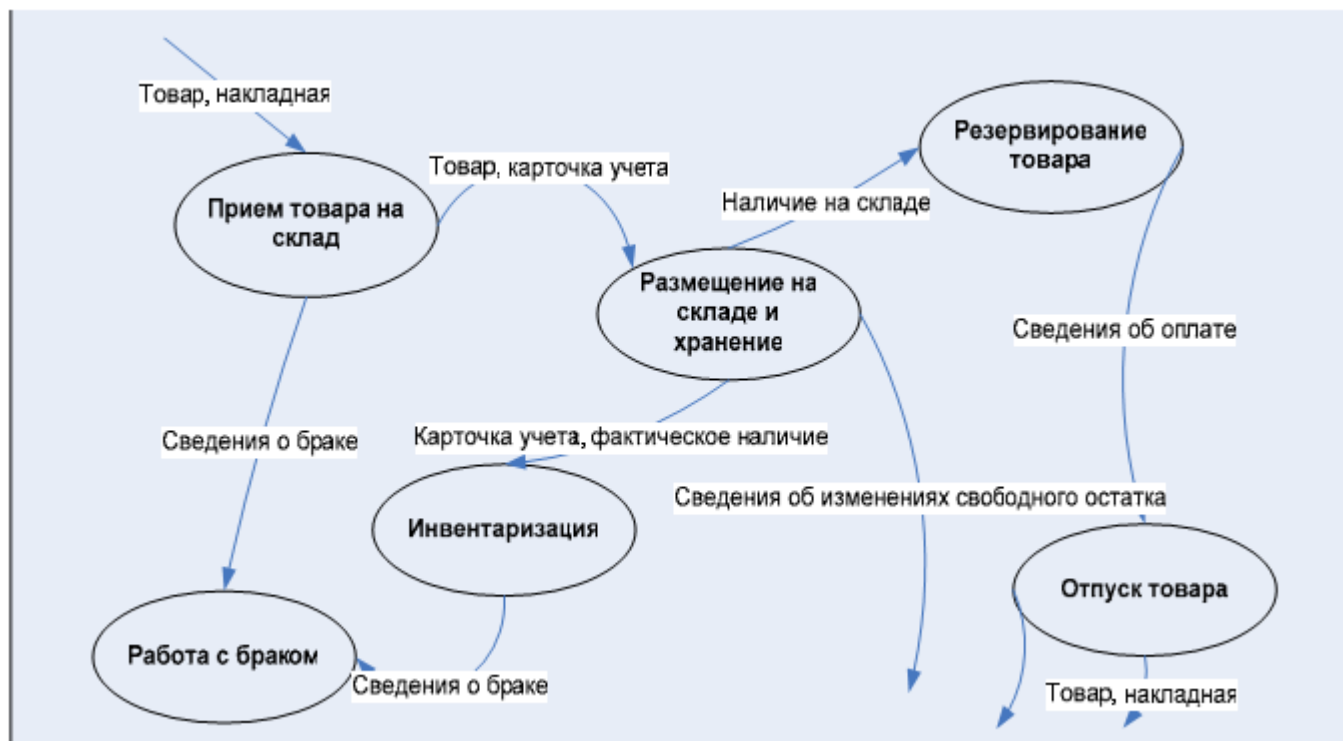 Товар, накладная
Резервирование
товара
Товар, карточка учета
Прием товара на
склад
Наличие на складе
Размещение на
складе и
хранение
Сведения об оплате
Сведения о браке
Карточка учета, фактическое наличие
Сведения об изменениях свободного остатка
Инвентаризация
Отпуск товара
Работа с браком
Сведения о браке
Товар, накладная